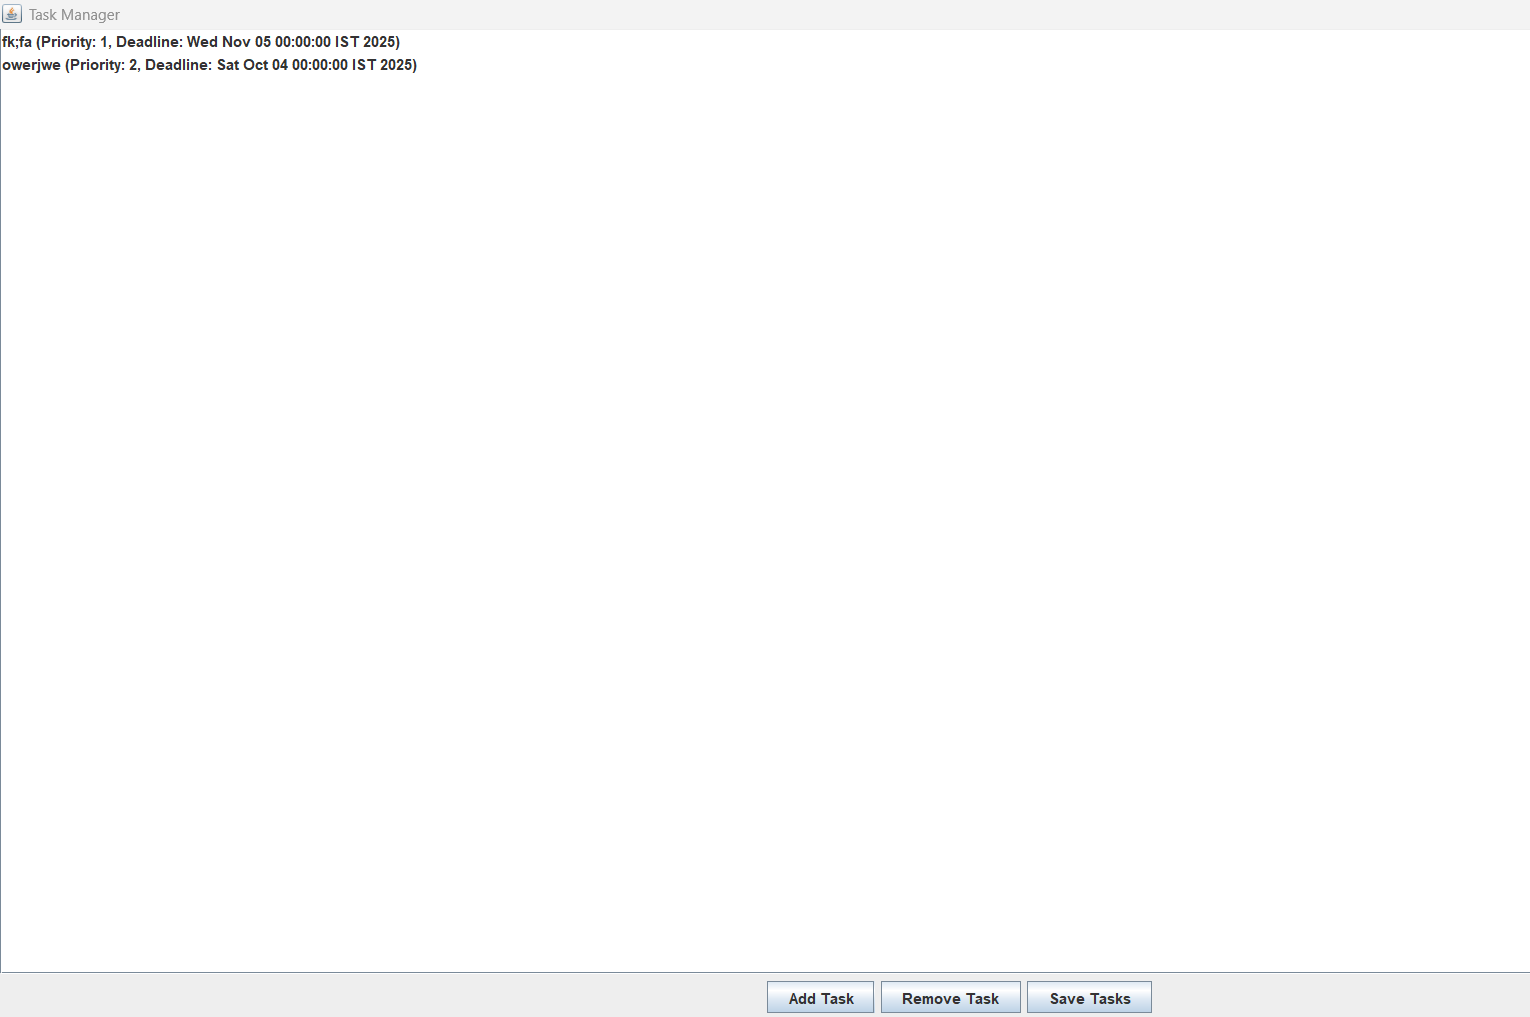 Task Manager
fk;fa (Priority: 1, Deadline: Wed Nov 05 00:00:00 IST 2025)
owerjwe (Priority: 2, Deadline: Sat Oct 04 00:00:00 IST 2025)
Add Task Remove Task Save Tasks